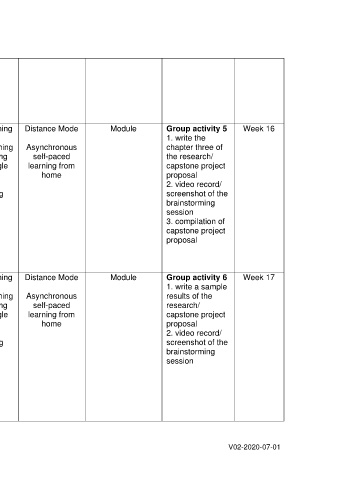 ning
ning
ng
gle
g
Distance Mode
Asynchronous
self-paced
learning from
home
Module
Group activity 5
1. write the
chapter three of
the research/
capstone project
proposal
2. video record/
screenshot of the
brainstorming
session
3. compilation of
capstone project
proposal
Week 16
ning
ning
ng
gle
g
Distance Mode
Asynchronous
self-paced
learning from
home
Module
Group activity 6
1. write a sample
results of the
research/
capstone project
proposal
2. video record/
screenshot of the
brainstorming
session
Week 17
V02-2020-07-01